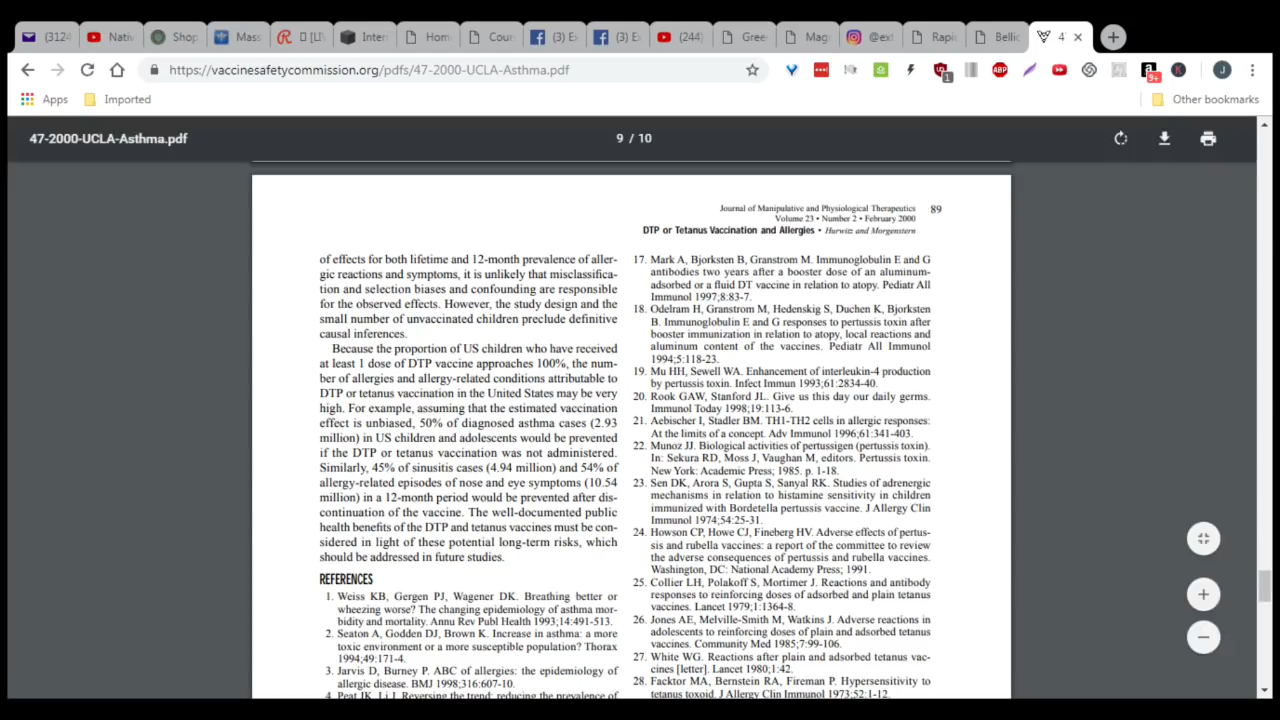 (3124
Nativ
Shop
Mass
[LIV
Inter
Hom
Cour
(3) E
(3) E
(244)
Gree
Magr
@ext
Rapi
Belli
4
https://vaccinesafetycommission.org/pdfs/47-2000-UCLA-Asthma.pdf
1
ABP
9+
K
J
Apps
Imported
Other bookmarks
47-2000-UCLA-Asthma.pdf
9 / 10
Journal of Manipulative and Physiological Therapeutics
Volume 23 • Number 2 • February 2000
DTP or Tetanus Vaccination and Allergies • Hurwitz and Morgenstern
89
of effects for both lifetime and 12-month prevalence of aller-
gic reactions and symptoms, it is unlikely that misclassifica-
tion and selection biases and confounding are responsible
for the observed effects. However, the study design and the
small number of unvaccinated children preclude definitive
causal inferences.
Because the proportion of US children who have received
at least 1 dose of DTP vaccine approaches 100%, the num-
ber of allergies and allergy-related conditions attributable to
DTP or tetanus vaccination in the United States may be very
high. For example, assuming that the estimated vaccination
effect is unbiased, 50% of diagnosed asthma cases (2.93
million) in US children and adolescents would be prevented
if the DTP or tetanus vaccination was not administered.
Similarly, 45% of sinusitis cases (4.94 million) and 54% of
allergy-related episodes of nose and eye symptoms (10.54
million) in a 12-month period would be prevented after dis-
continuation of the vaccine. The well-documented public
health benefits of the DTP and tetanus vaccines must be con-
sidered in light of these potential long-term risks, which
should be addressed in future studies.
REFERENCES
1. Weiss KB, Gergen PJ, Wagener DK. Breathing better or
wheezing worse? The changing epidemiology of asthma mor-
bidity and mortality. Annu Rev Publ Health 1993;14:491-513.
2. Seaton A, Godden DJ, Brown K. Increase in asthma: a more
toxic environment or a more susceptible population? Thorax
1994;49:171-4.
3. Jarvis D, Burney P. ABC of allergies: the epidemiology of
allergic disease. BMJ 1998;316:607-10.
4. Peat JK, Li J. Reversing the trend: reducing the prevalence of
17. Mark A, Bjorksten B, Granstrom M. Immunoglobulin E and G
antibodies two years after a booster dose of an aluminum-
adsorbed or a fluid DT vaccine in relation to atopy. Pediatr All
Immunol 1997;8:83-7.
18. Odelram H, Granstrom M, Hedenskig S, Duchen K, Bjorksten
B. Immunoglobulin E and G responses to pertussis toxin after
booster immunization in relation to atopy, local reactions and
aluminum content of the vaccines. Pediatr All Immunol
1994;5:118-23.
19. Mu HH, Sewell WA. Enhancement of interleukin-4 production
by pertussis toxin. Infect Immun 1993;61:2834-40.
20. Rook GAW, Stanford JL. Give us this day our daily germs.
Immunol Today 1998;19:113-6.
21. Aebischer I, Stadler BM. TH1-TH2 cells in allergic responses:
At the limits of a concept. Adv Immunol 1996;61:341-403.
22. Munoz JJ. Biological activities of pertussigen (pertussis toxin).
In: Sekura RD, Moss J, Vaughan M, editors. Pertussis toxin.
New York: Academic Press; 1985. p. 1-18.
23. Sen DK, Arora S, Gupta S, Sanyal RK. Studies of adrenergic
mechanisms in relation to histamine sensitivity in children
immunized with Bordetella pertussis vaccine. J Allergy Clin
Immunol 1974;54:25-31.
24. Howson CP, Howe CJ, Fineberg HV. Adverse effects of pertus-
sis and rubella vaccines: a report of the committee to review
the adverse consequences of pertussis and rubella vaccines.
Washington, DC: National Academy Press; 1991.
25. Collier LH, Polakoff S, Mortimer J. Reactions and antibody
responses to reinforcing doses of adsorbed and plain tetanus
vaccines. Lancet 1979;1:1364-8.
26. Jones AE, Melville-Smith M, Watkins J. Adverse reactions in
adolescents to reinforcing doses of plain and adsorbed tetanus
vaccines. Community Med 1985;7:99-106.
27. White WG. Reactions after plain and adsorbed tetanus vac-
cines [letter]. Lancet 1980;1:42.
28. Facktor MA, Bernstein RA, Fireman P. Hypersensitivity to
tetanus toxoid. J Allergy Clin Immunol 1973;52:1-12.